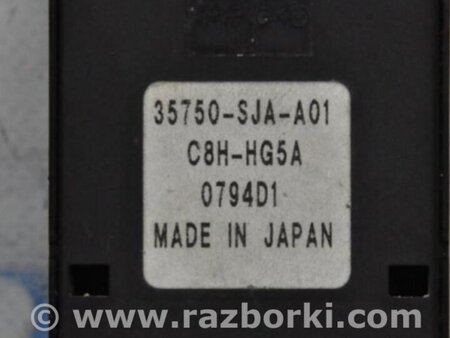 35750-SJA-A01
C8H-HG5A
0794D1
MADE IN JAPAN
© www.razborki.com